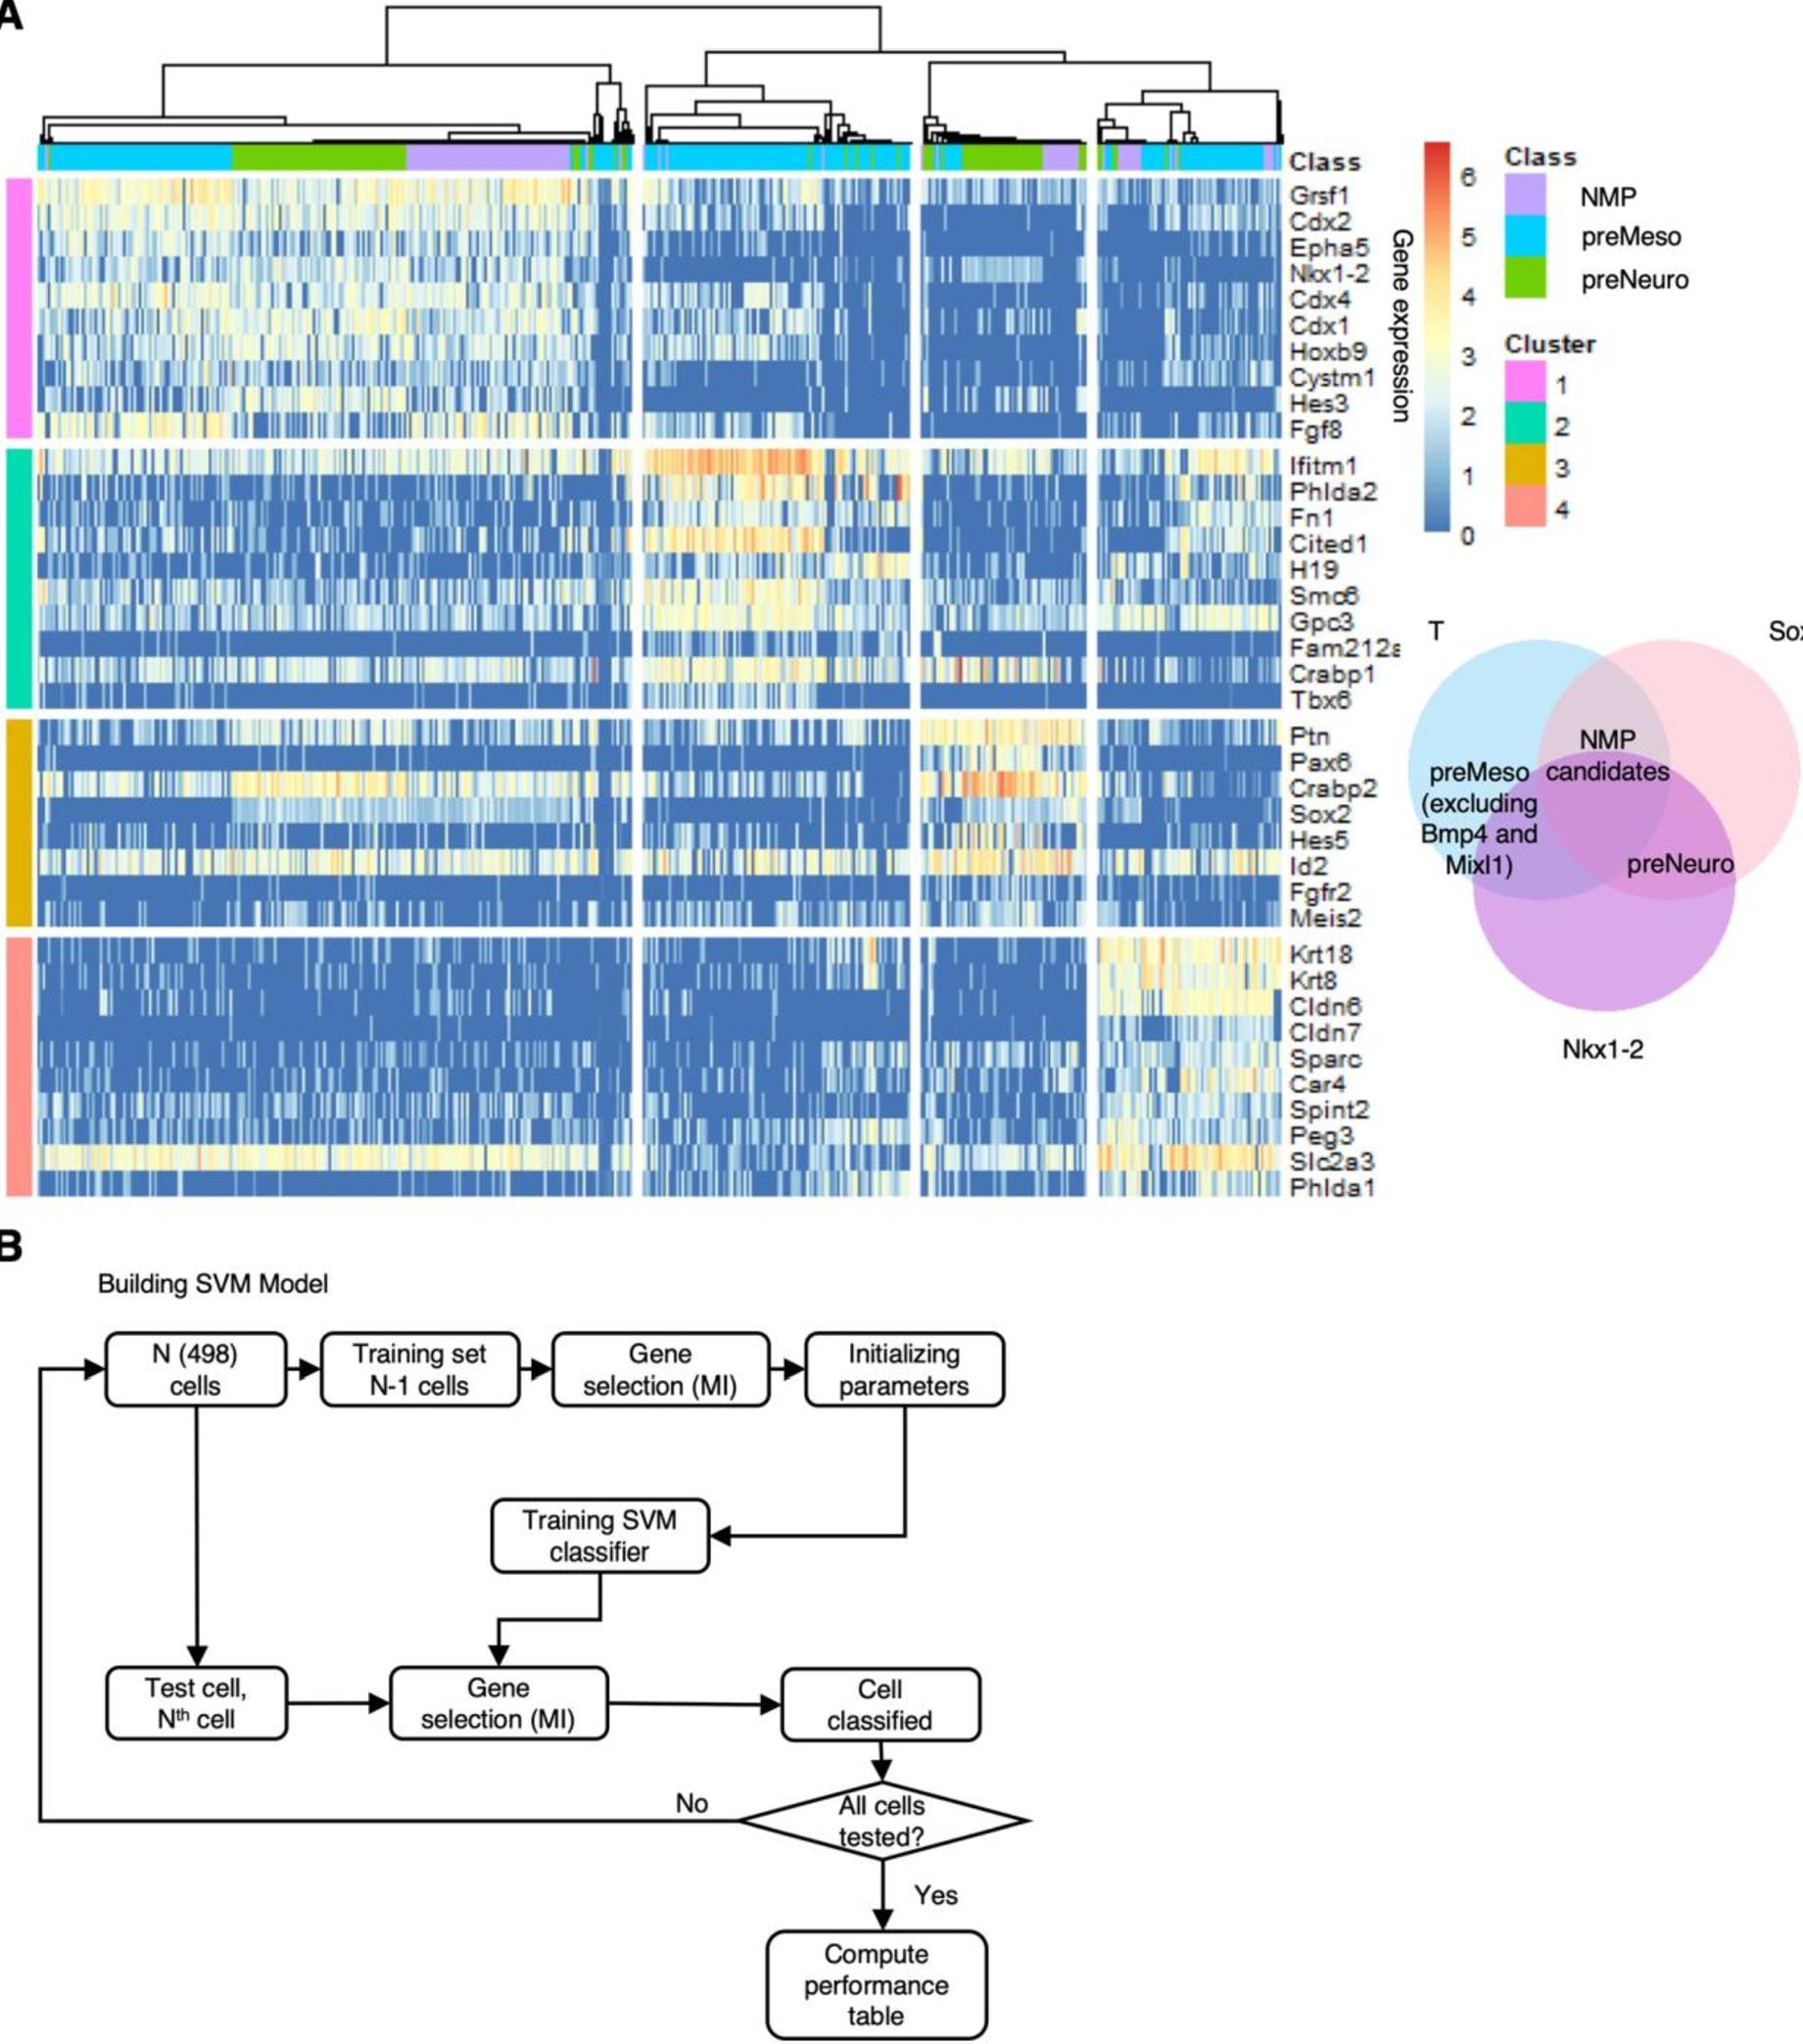 A
Class
Grsf1
Cdx2
Epha5
Nkx1-2
Cdx4
Cdx1
Hoxb9
Cystm1
Hes3
Fgf8
Ifitm1
Phlda2
Fn1
Cited1
H19
Smc6
Gpc3
Fam212a
Crabp1
Tbx6
Ptn
Pax6
Crabp2
Sox2
Hes5
Id2
Fgfr2
Meis2
Krt18
Krt8
Cldn6
Cldn7
Sparc
Car4
Spint2
Peg3
Slc2a3
Phlda1
Gene expression
6
5
4
3
2
1
0
Class
NMP
preMeso
preNeuro
Cluster
1
2
3
4
T
Sox
NMP
candidates
preMeso
(excluding
Bmp4 and
Mixl1)
preNeuro
Nkx1-2
B
Building SVM Model
N (498)
cells
Training set
N-1 cells
Gene
selection (MI)
Initializing
parameters
Training SVM
classifier
Test cell,
Nth cell
Gene
selection (MI)
Cell
classified
All cells
tested?
No
Yes
Compute
performance
table